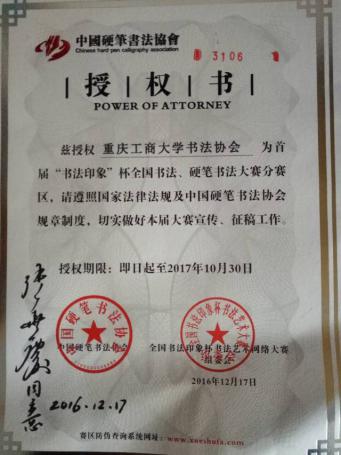 中國硬筆書法協會
Chinese hard pen calligraphy association
3106
授权书
POWER OF ATTORNEY
兹授权 重庆工商大学书法协会 为首
届“书法印象”杯全国书法、硬笔书法大赛分赛
区，请遵照国家法律法规及中国硬笔书法协会
规章制度，切实做好本届大赛宣传、征稿工作。
授权期限：即日起至2017年10月30日
中国硬笔书法协会
全国书法印象杯书法艺术网络大赛
组委会
2016年12月17日
同意
2016.12.17
赛区防伪查询系统网址：www.xueshufa.com